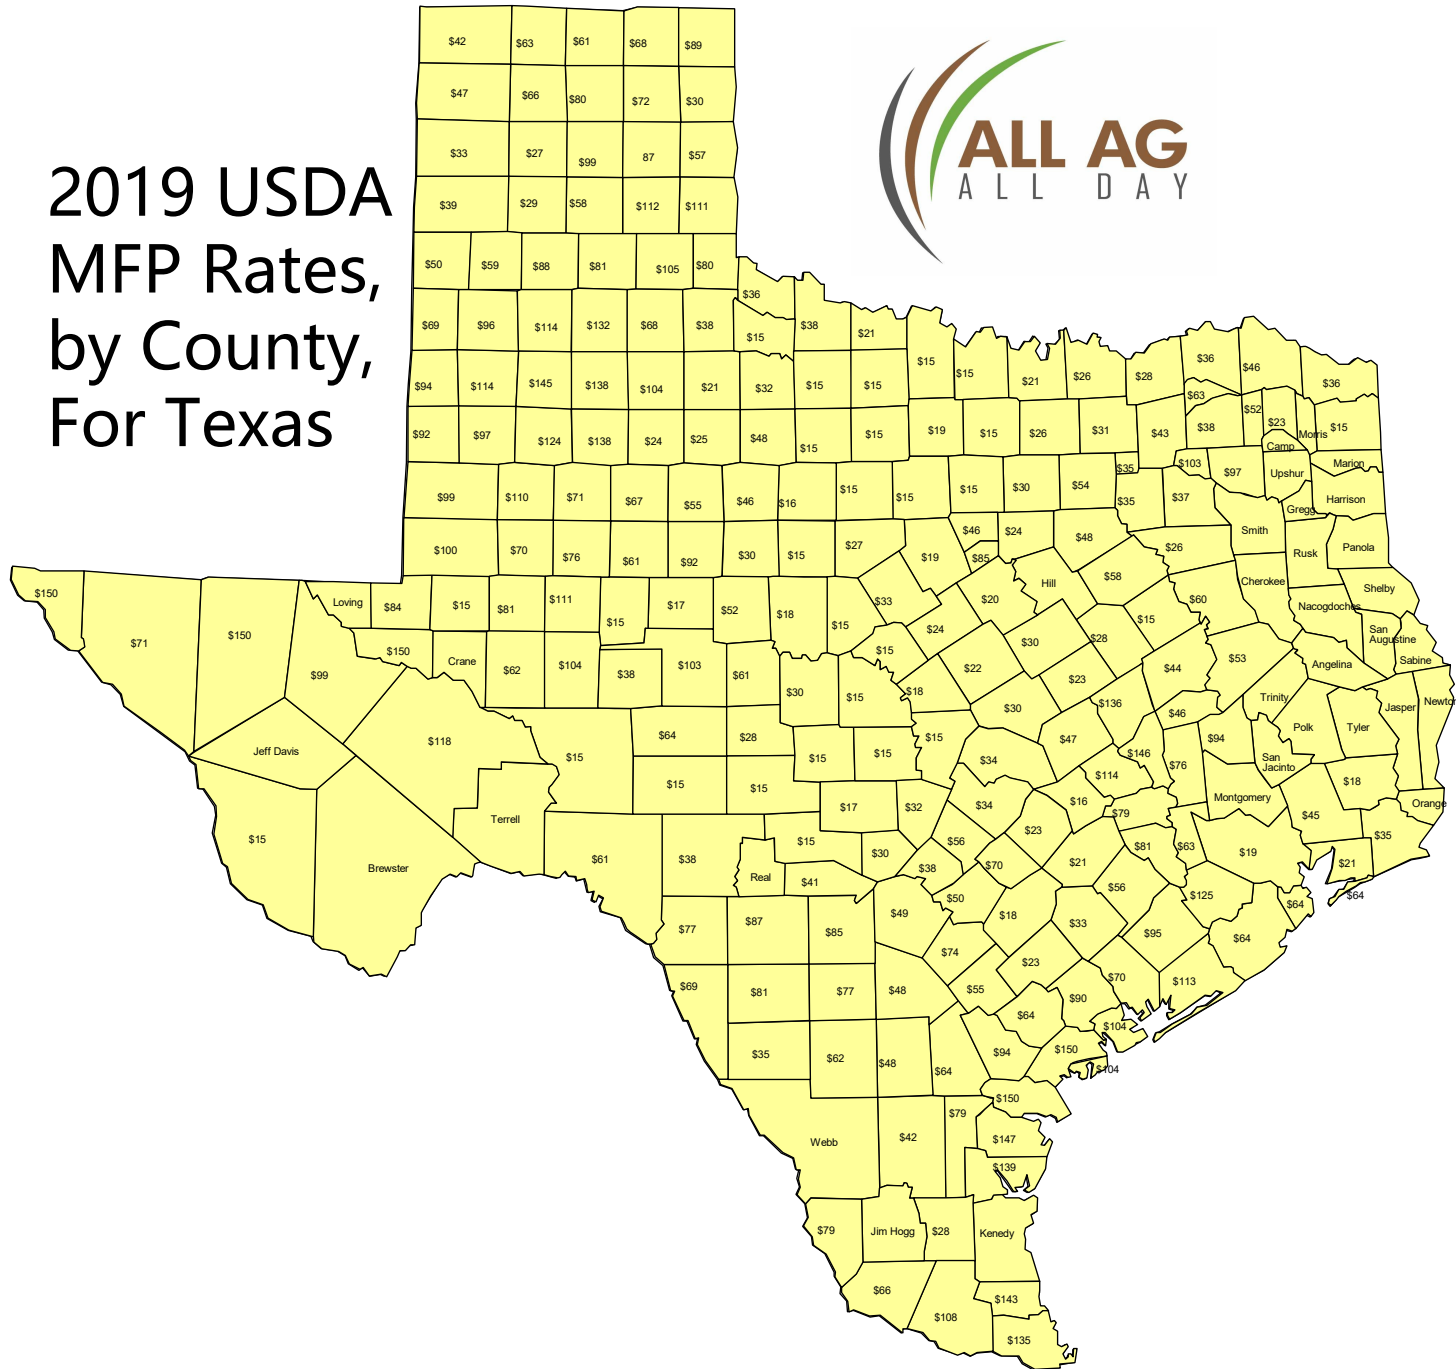 2019 USDA
MFP Rates,
by County,
For Texas
ALL AG
ALL DAY
$42 $63 $61 $68 $89
$47 $66 $80 $72 $30
$33 $27 $99 87 $57
$39 $29 $58 $112 $111
$50 $59 $88 $81 $105 $80
$36
$69 $96 $114 $132 $68 $38 $15 $38 $21
$94 $114 $145 $138 $104 $21 $32 $15 $15 $15 $15 $21 $26 $28 $36 $46 $36
$63
$92 $97 $124 $138 $24 $25 $48 $15 $15 $19 $15 $26 $31 $43 $38 $52 $23 Morris $15
Camp
$99 $110 $71 $67 $55 $46 $16 $15 $15 $15 $30 $54 $35 $103 $97 Upshur Marion
$35 $37 Gregg Harrison
$100 $70 $76 $61 $92 $30 $15 $27 $19 $46 $24 $48 $26 Smith Rusk Panola
$85
$150 $71 $150 Loving $84 $15 $81 $111 $15 $17 $52 $18 $15 $33 $20 Hill $58 $60 Cherokee Shelby
$24 $30 $28 $15 Nacogdoches San
Augustine
$99 $150 Crane $62 $104 $38 $103 $61 $15 $22 $23 $44 $53 Angelina Sabine
$30 $15 $18 $30 $136 $46 Trinity Jasper Newton
Jeff Davis $118 $15 $64 $28 $15 $15 $15 $34 $47 $146 $76 $94 Polk Tyler
San
Jacinto
$15 $15 $114 $18
$15 Terrell $17 $32 $34 $16 $79 Montgomery $45 Orange
Brewster $61 $38 $15 $30 $56 $23 $81 $63 $19 $35
Real $41 $38 $70 $21 $21
$50 $56 $125 $64 $64
$77 $87 $85 $49 $18 $33 $95 $64
$74 $23
$69 $81 $77 $48 $55 $90 $70 $113
$64 $104
$35 $62 $48 $64 $94 $150 $104
$150
Webb $42 $79 $147
$139
$79 Jim Hogg $28 Kenedy
$66 $108 $143
$135